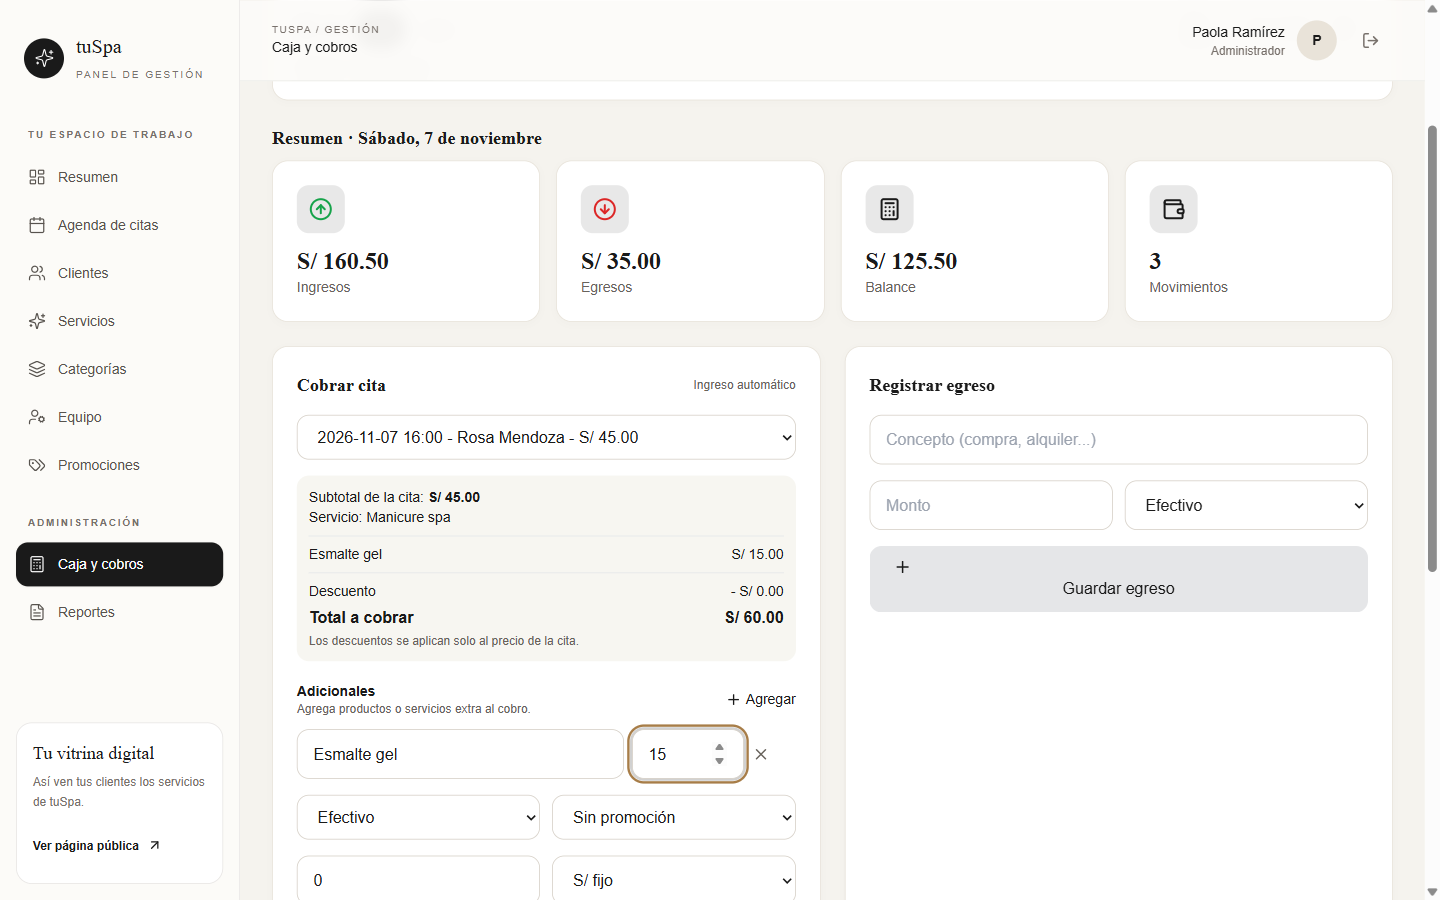 tuSpa
PANEL DE GESTIÓN
TU ESPACIO DE TRABAJO
Resumen
Agenda de citas
Clientes
Servicios
Categorías
Equipo
Promociones
ADMINISTRACIÓN
Caja y cobros
Reportes
Tu vitrina digital
Así ven tus clientes los servicios
de tuSpa.
Ver página pública
TUSPA / GESTIÓN
Caja y cobros
Paola Ramírez
Administrador
P
Resumen · Sábado, 7 de noviembre
S/ 160.50
Ingresos
S/ 35.00
Egresos
S/ 125.50
Balance
3
Movimientos
Cobrar cita
Ingreso automático
2026-11-07 16:00 - Rosa Mendoza - S/ 45.00
Subtotal de la cita: S/ 45.00
Servicio: Manicure spa
Esmalte gel S/ 15.00
Descuento - S/ 0.00
Total a cobrar S/ 60.00
Los descuentos se aplican solo al precio de la cita.
Adicionales
Agrega productos o servicios extra al cobro.
Agregar
Esmalte gel 15
Efectivo Sin promoción
0 S/ fijo
Registrar egreso
Concepto (compra, alquiler...)
Monto Efectivo
Guardar egreso